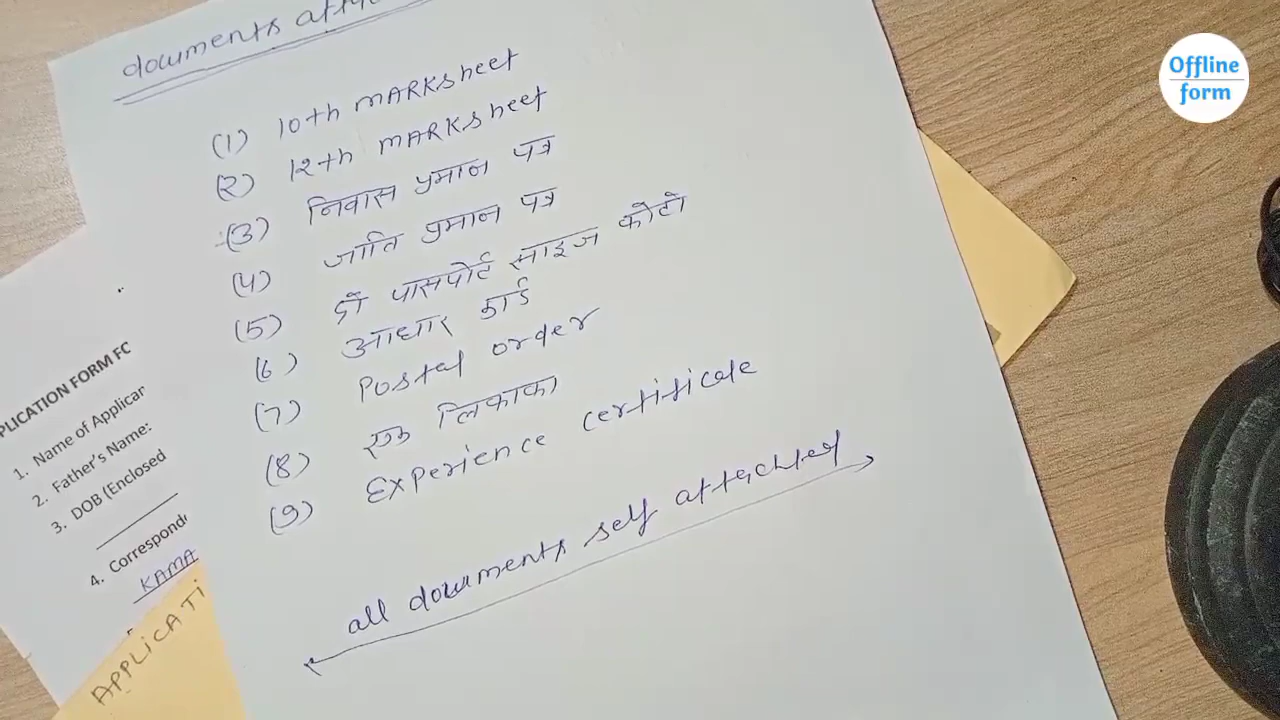 documents
(1) 10th MARKsheet
(2) 12th MARKsheet
(3) निवास प्रमान पत्र
(4) जाति प्रमान पत्र
(5) दो पासपोर्ट साइज फोटो
(6) आधार कार्ड
(7) Postal order
(8) एक लिफाफा
(9) Experience certificate
all documents self attached
PLICATION FORM FC
1. Name of Applicar
2. Father's Name:
3. DOB (Enclosed
4. Corresponde
KAMA
APPLICATI
Offline
form